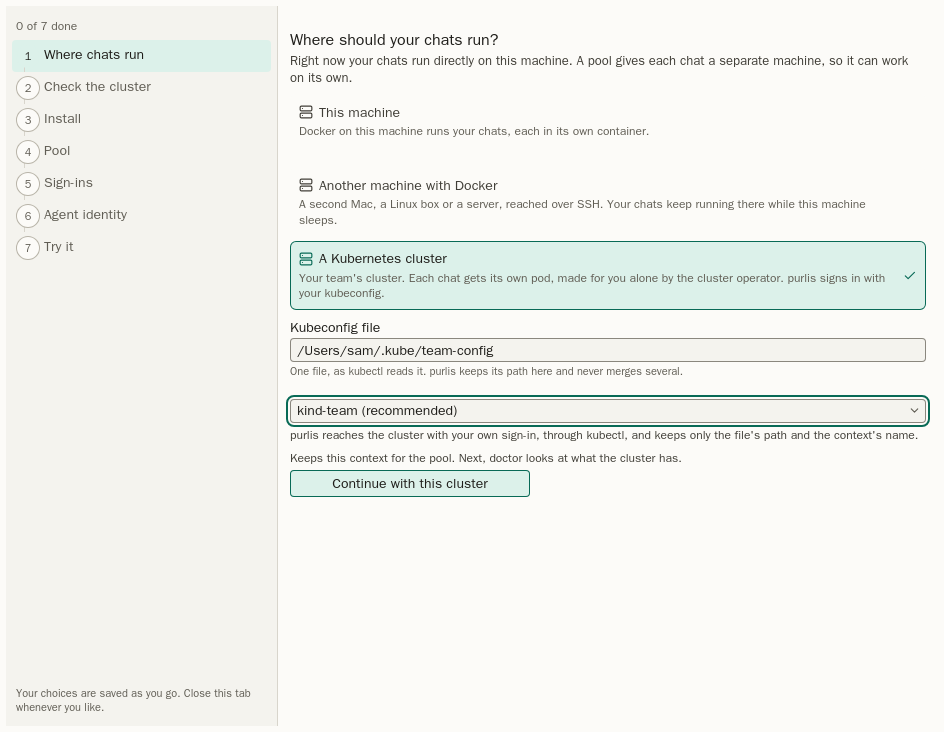 0 of 7 done
1 Where chats run
2 Check the cluster
3 Install
4 Pool
5 Sign-ins
6 Agent identity
7 Try it
Your choices are saved as you go. Close this tab
whenever you like.
Where should your chats run?
Right now your chats run directly on this machine. A pool gives each chat a separate machine, so it can work
on its own.
This machine
Docker on this machine runs your chats, each in its own container.
Another machine with Docker
A second Mac, a Linux box or a server, reached over SSH. Your chats keep running there while this machine
sleeps.
A Kubernetes cluster
Your team's cluster. Each chat gets its own pod, made for you alone by the cluster operator. purlis signs in with
your kubeconfig.
Kubeconfig file
/Users/sam/.kube/team-config
One file, as kubectl reads it. purlis keeps its path here and never merges several.
kind-team (recommended)
purlis reaches the cluster with your own sign-in, through kubectl, and keeps only the file's path and the context's name.
Keeps this context for the pool. Next, doctor looks at what the cluster has.
Continue with this cluster